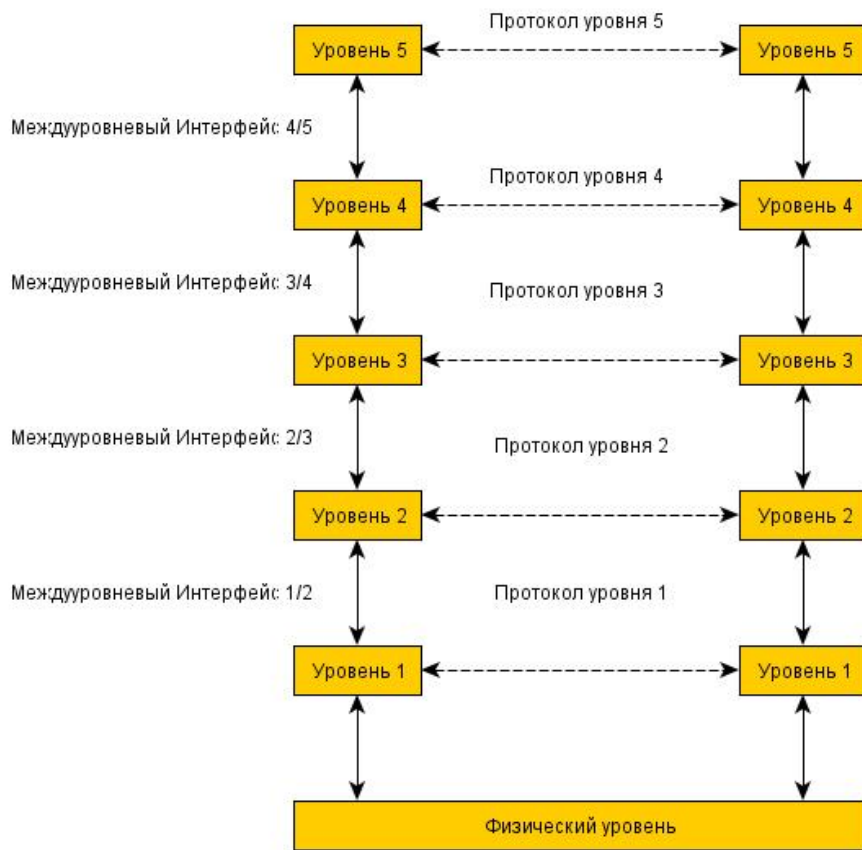 Протокол уровня 5
Уровень 5
Уровень 5
Междууровневый Интерфейс 4/5
Протокол уровня 4
Уровень 4
Уровень 4
Междууровневый Интерфейс 3/4
Протокол уровня 3
Уровень 3
Уровень 3
Междууровневый Интерфейс 2/3
Протокол уровня 2
Уровень 2
Уровень 2
Междууровневый Интерфейс 1/2
Протокол уровня 1
Уровень 1
Уровень 1
Физический уровень